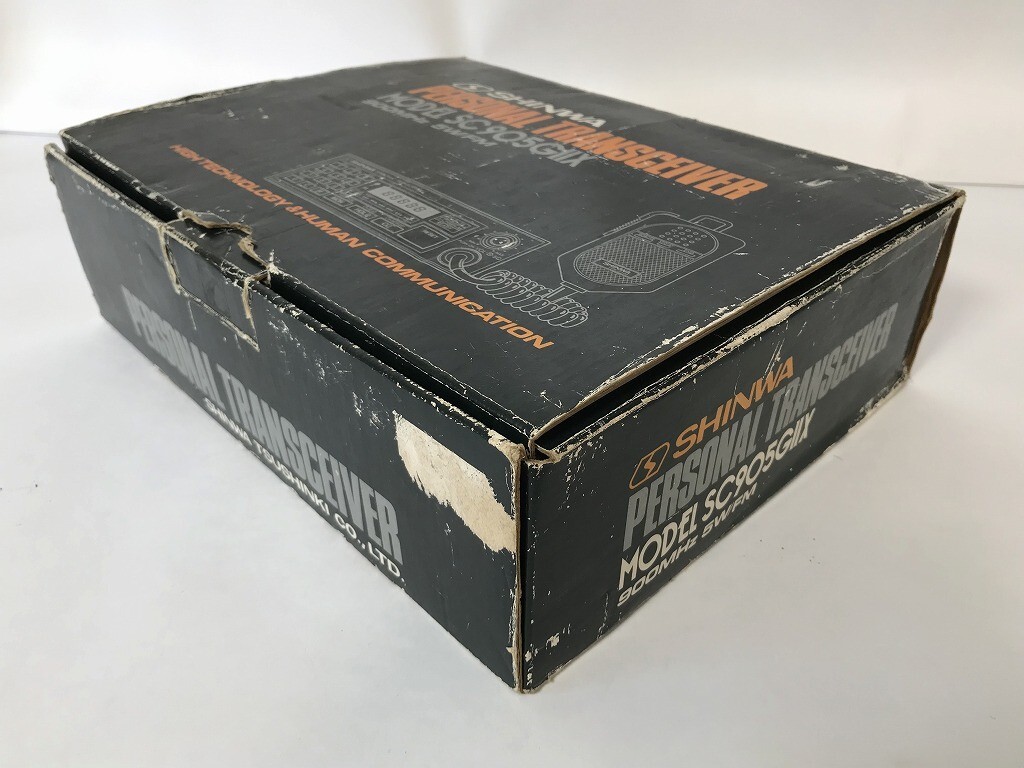 SHINWA
PERSONAL TRANSCEIVER
MODEL SC905GIIX
900MHz 5W FM
HIGH TECHNOLOGY & HUMAN COMMUNICATION
PERSONAL TRANSCEIVER
SHINWA TSUSHINKI CO., LTD.
SHINWA
PERSONAL TRANSCEIVER
MODEL SC905GIIX
900MHz 5W FM